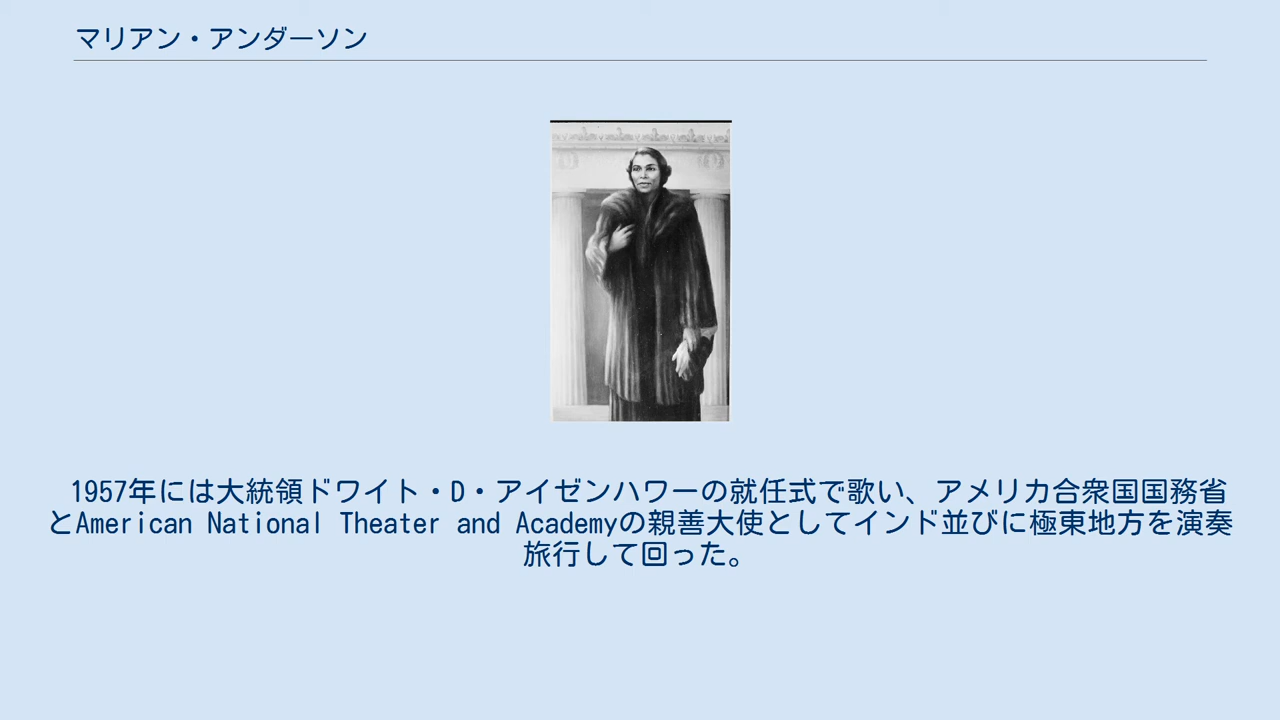 マリアン・アンダーソン
1957年には大統領ドワイト・D・アイゼンハワーの就任式で歌い、アメリカ合衆国国務省
とAmerican National Theater and Academyの親善大使としてインド並びに極東地方を演奏
旅行して回った。